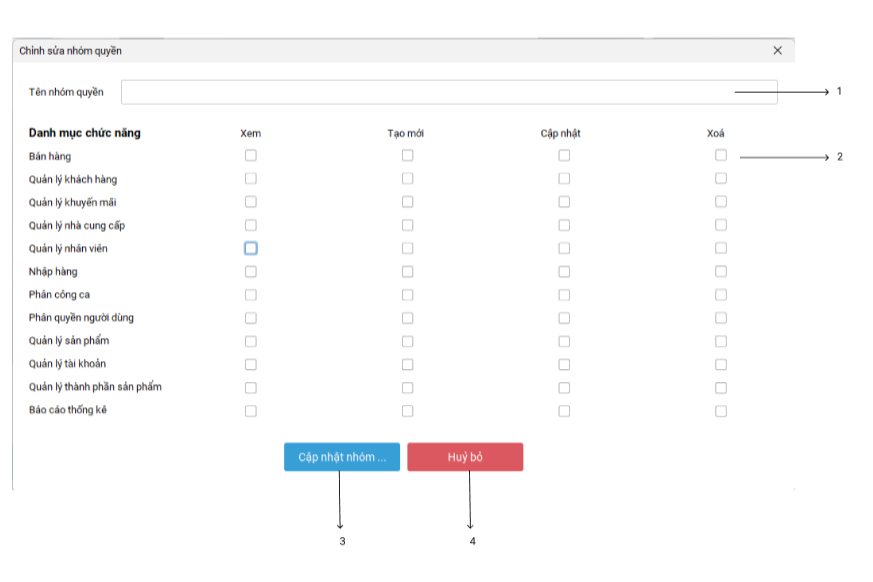 Chỉnh sửa nhóm quyền
Tên nhóm quyền 1
Danh mục chức năng Xem Tạo mới Cập nhật Xoá
Bán hàng 2
Quản lý khách hàng
Quản lý khuyến mãi
Quản lý nhà cung cấp
Quản lý nhân viên
Nhập hàng
Phân công ca
Phân quyền người dùng
Quản lý sản phẩm
Quản lý tài khoản
Quản lý thành phần sản phẩm
Báo cáo thống kê
Cập nhật nhóm ... Huỷ bỏ
3 4